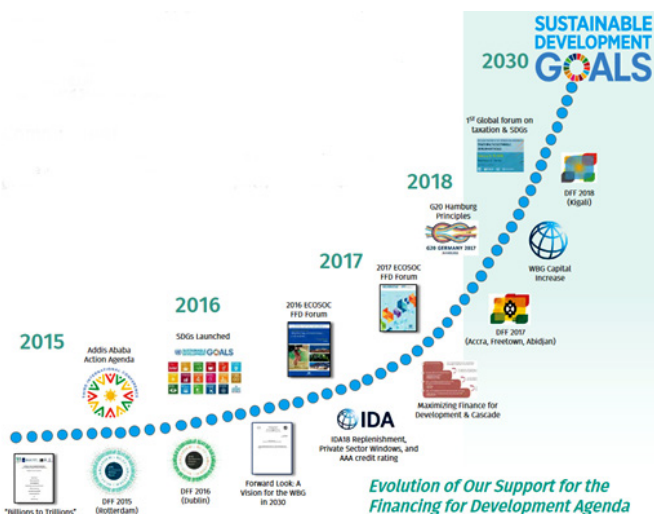 SUSTAINABLE
DEVELOPMENT
GOALS
2030
1ST Global forum on
taxation & SDGs
DFF 2018
(Kigali)
2018
G20 Hamburg
Principles
G20 GERMANY 2017
WBG Capital
Increase
2017
2017 ECOSOC
FFD Forum
2016 ECOSOC
FFD Forum
DFF 2017
(Accra, Freetown, Abidjan)
2016
SDGs Launched
GOALS
2015
Addis Ababa
Action Agenda
Maximizing Finance for
Development & Cascade
IDA
IDA18 Replenishment,
Private Sector Windows, and
AAA credit rating
Forward Look: A
Vision for the WBG
in 2030
DFF 2016
(Dublin)
DFF 2015
(Rotterdam)
"Billions to Trillions"
Evolution of Our Support for the
Financing for Development Agenda